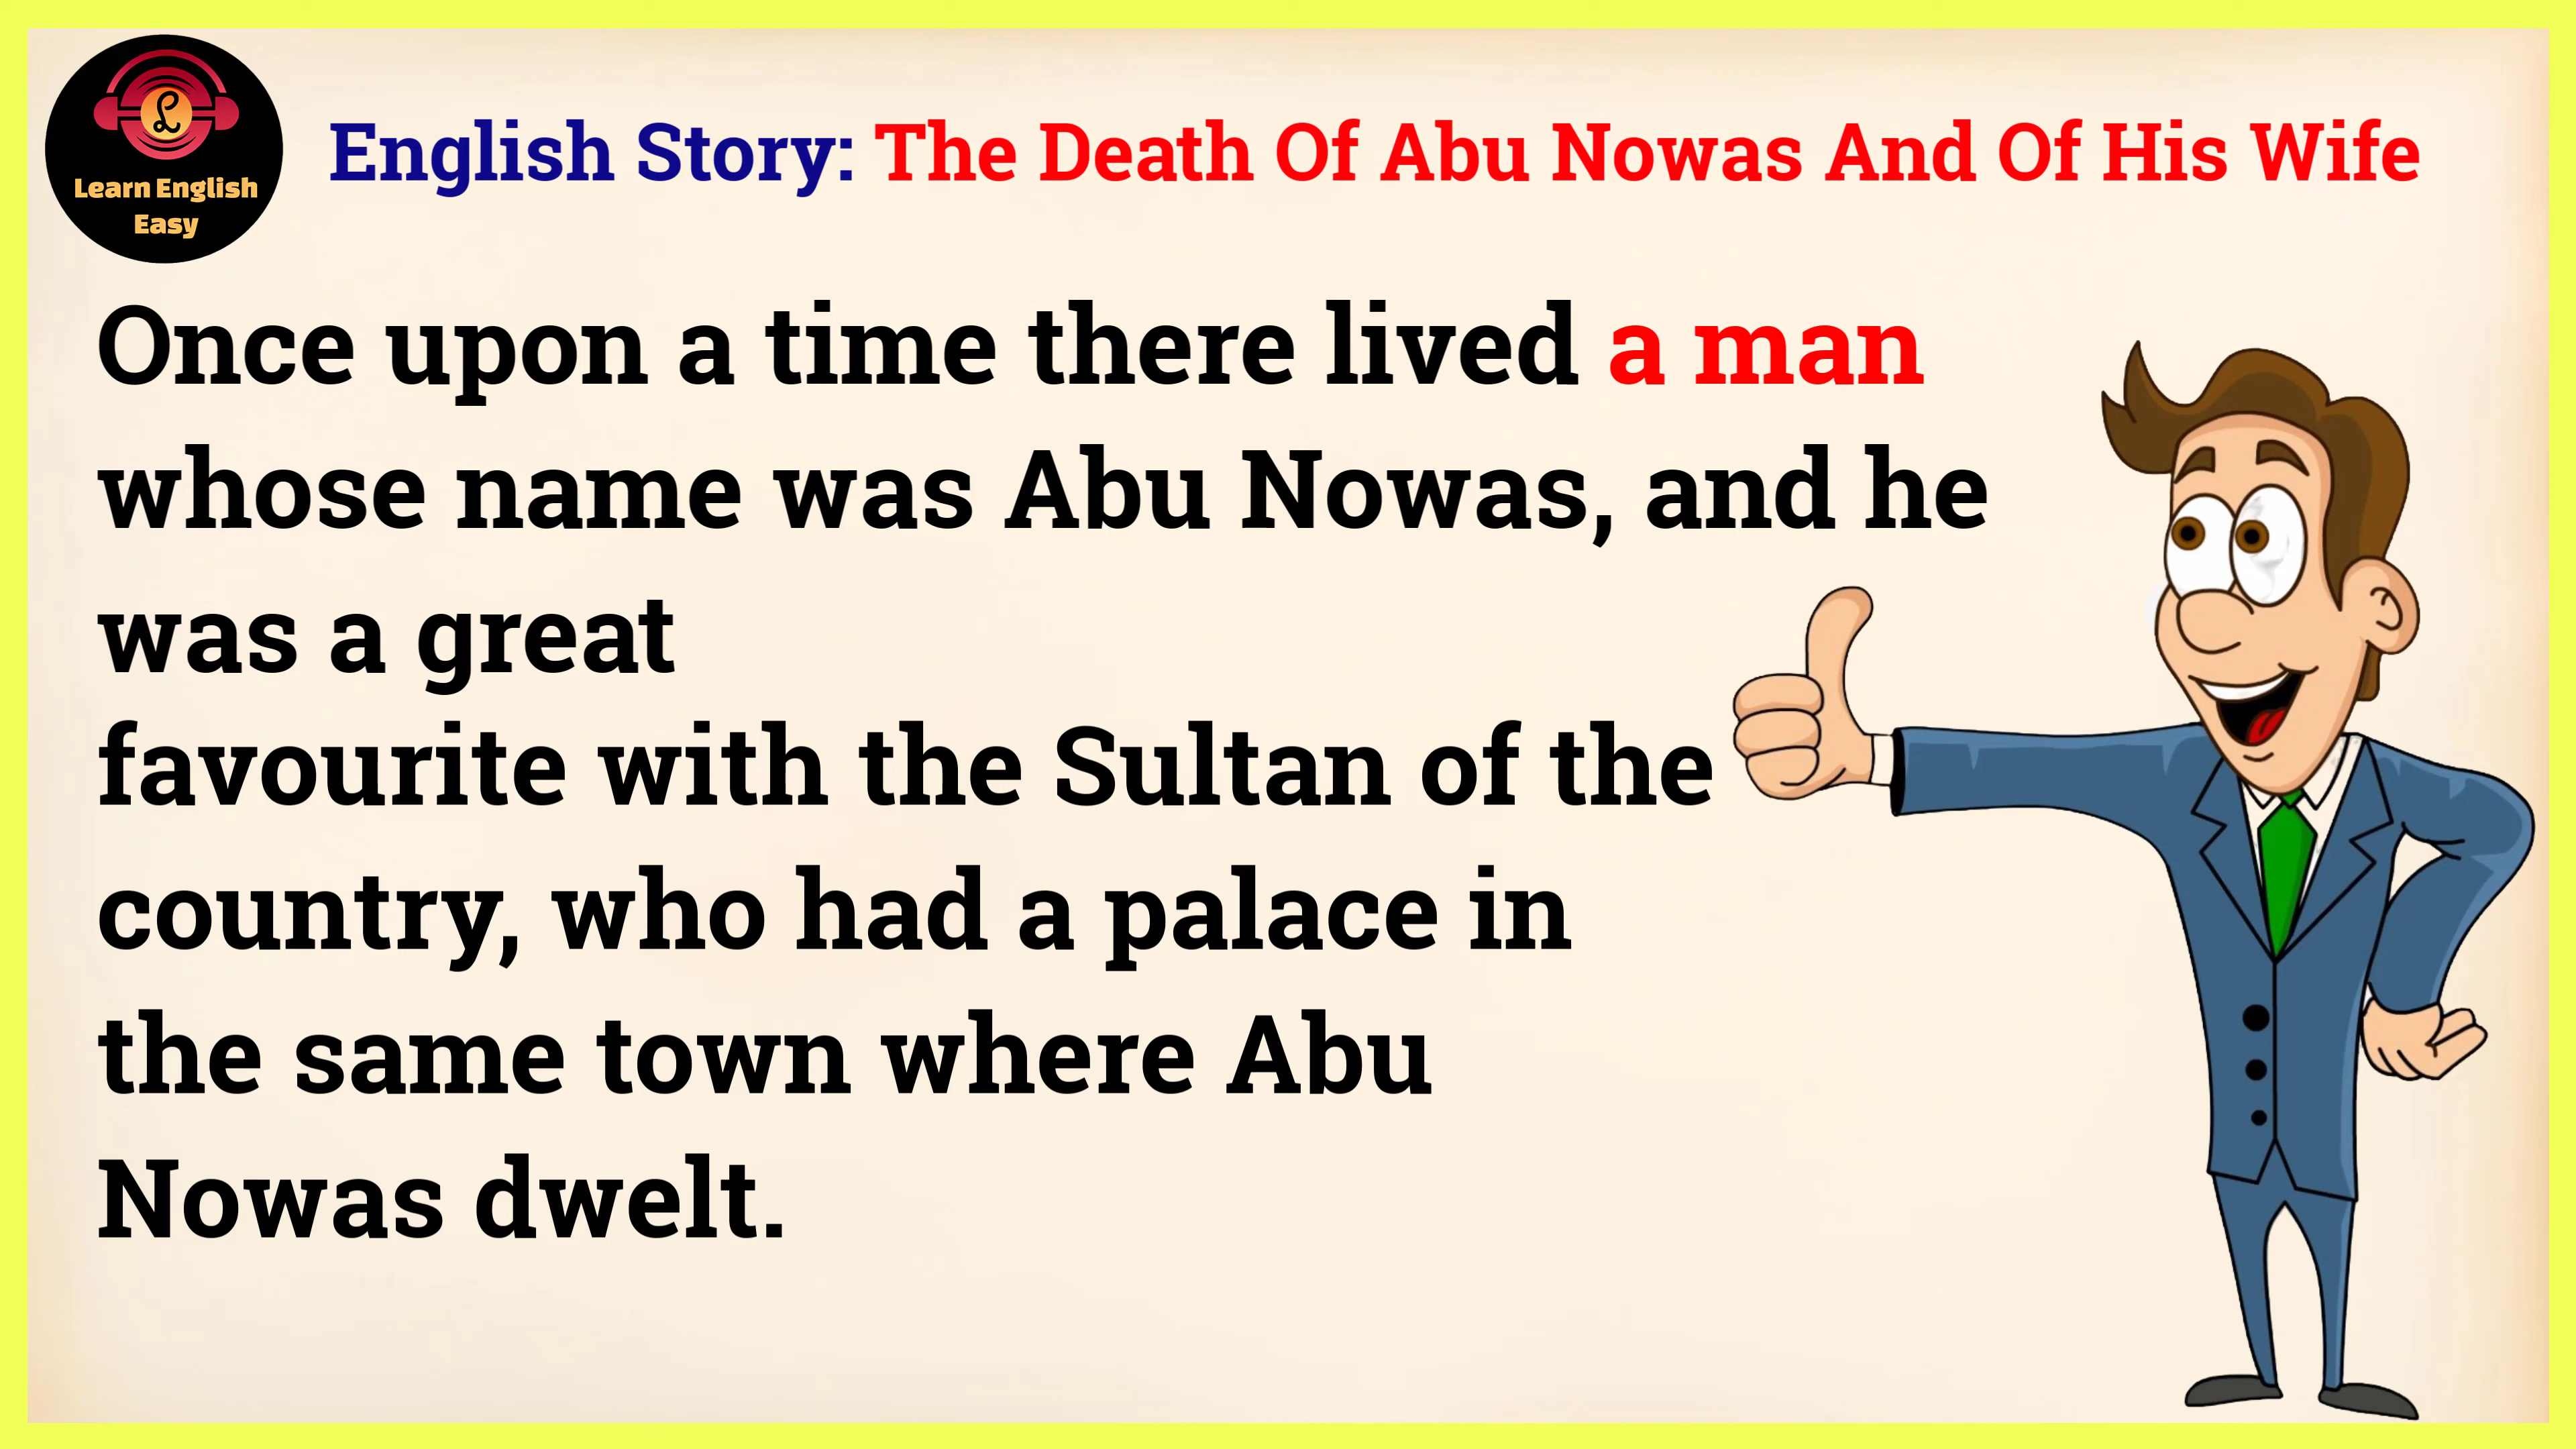 Learn English
Easy
English Story: The Death Of Abu Nowas And Of His Wife
Once upon a time there lived a man
whose name was Abu Nowas, and he
was a great
favourite with the Sultan of the
country, who had a palace in
the same town where Abu
Nowas dwelt.